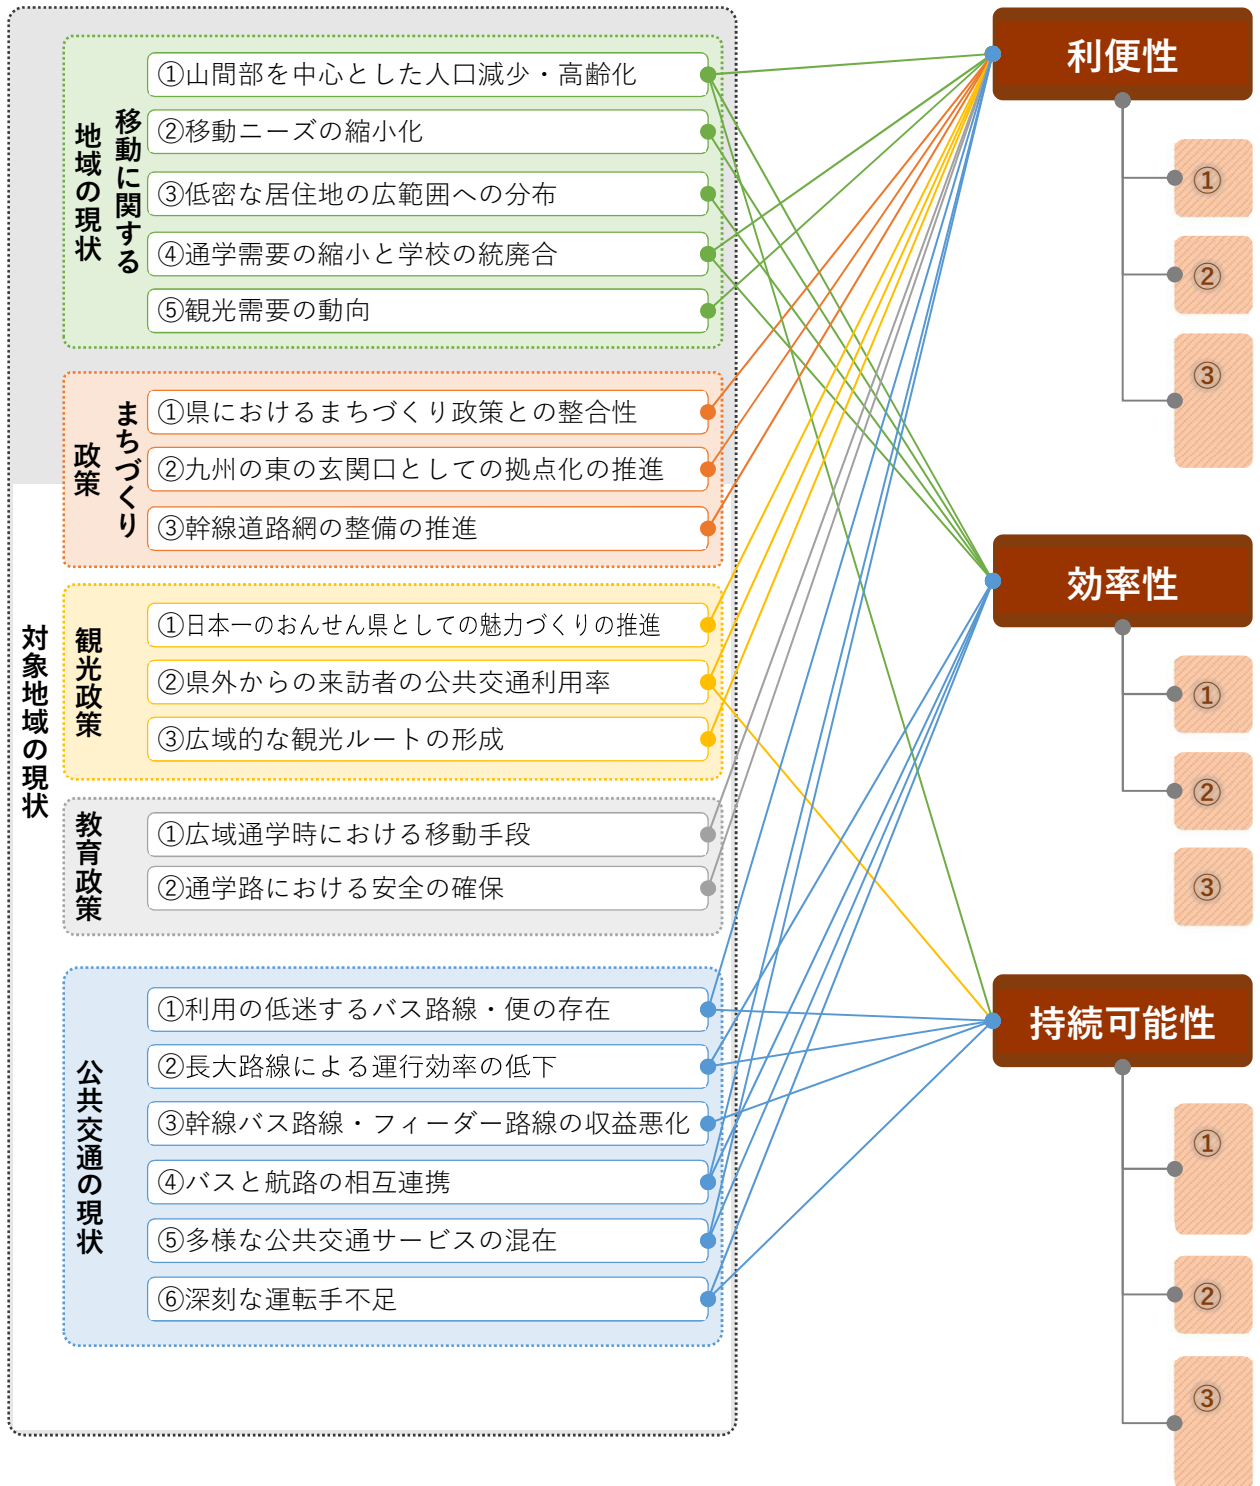 対象地域の現状
移動に関する
地域の現状
①山間部を中心とした人口減少・高齢化
②移動ニーズの縮小化
③低密な居住地の広範囲への分布
④通学需要の縮小と学校の統廃合
⑤観光需要の動向
まちづくり
政策
①県におけるまちづくり政策との整合性
②九州の東の玄関口としての拠点化の推進
③幹線道路網の整備の推進
観光政策
①日本一のおんせん県としての魅力づくりの推進
②県外からの来訪者の公共交通利用率
③広域的な観光ルートの形成
教育政策
①広域通学時における移動手段
②通学路における安全の確保
公共交通の現状
①利用の低迷するバス路線・便の存在
②長大路線による運行効率の低下
③幹線バス路線・フィーダー路線の収益悪化
④バスと航路の相互連携
⑤多様な公共交通サービスの混在
⑥深刻な運転手不足
利便性
①
②
③
効率性
①
②
③
持続可能性
①
②
③